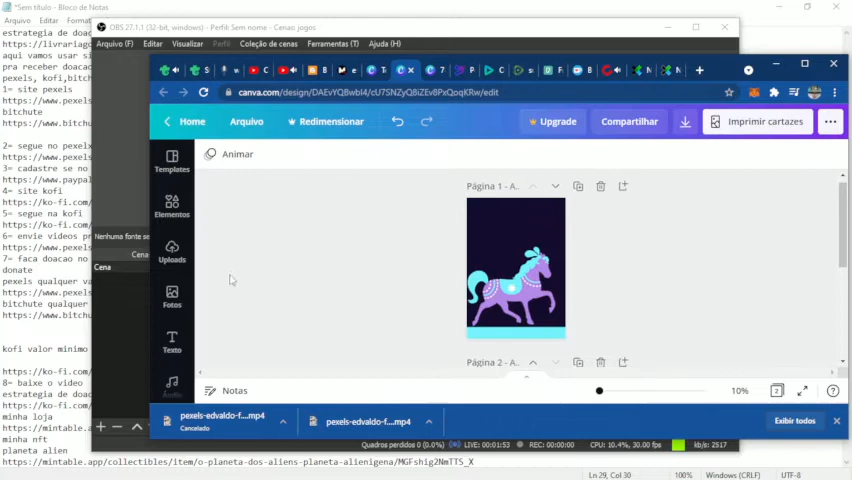 *Sem título - Bloco de Notas
Arquivo Editar Format
estrategia de doac
https://livrariago
aqui vamos usar si
pra receber doacao
pexels, kofi,bitchu
1= site pexels
https://www.pexels
bitchute
https://www.bitchu
2= segue no pexelx
https://www.pexels
3= cadastre se no
https://www.paypal
4= site kofi
https://ko-fi.com/
5= segue na kofi
https://ko-fi.com/
6= envie videos pr
https://www.pexels
7= faca doacao no
donate
pexels qualquer va
https://www.pexels
bitchute qualquer
https://www.bitchu
kofi valor minimo
https://ko-fi.com/
8= baixe o video
estrategia de doac
https://ko-fi.com/
minha loja
https://mintable.a
minha nft
planeta alien
https://mintable.app/collectibles/item/o-planeta-dos-aliens-planeta-alienigena/MGFshig2NmTTS_X
Ln 29, Col 30 100% Windows (CRLF) UTF-8
OBS 27.1.1 (32-bit, windows) - Perfil: Sem nome - Cenas: jogos
Arquivo (F) Editar Visualizar Perfil Coleção de cenas Ferramentas (T) Ajuda (H)
Nenhuma fonte se
Cena
Cena
Quadros perdidos 0 (0.0%) LIVE: 00:01:53 REC: 00:00:00 CPU: 10.4%, 30.00 fps kb/s: 2517
canva.com/design/DAEvYQBwbl4/cU7SNZyQBiZEv8PxQoqKRw/edit
Home Arquivo Redimensionar Upgrade Compartilhar Imprimir cartazes
Animar
Templates
Elementos
Uploads
Fotos
Texto
Áudio
Página 1 - A..
Página 2 - A..
Notas
10%
2
pexels-edvaldo-f....mp4
Cancelado
pexels-edvaldo-f....mp4
Exibir todos